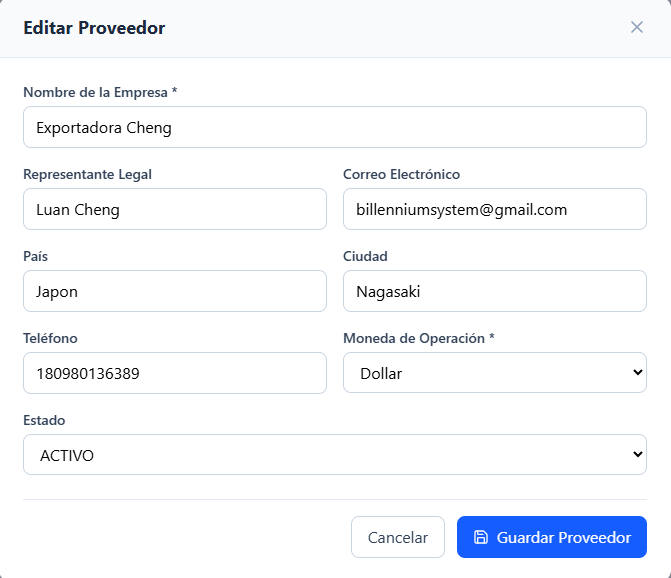 Editar Proveedor
Nombre de la Empresa *
Exportadora Cheng
Representante Legal
Correo Electrónico
Luan Cheng
billenniumsystem@gmail.com
País
Ciudad
Japon
Nagasaki
Teléfono
Moneda de Operación *
180980136389
Dollar
Estado
ACTIVO
Cancelar
Guardar Proveedor